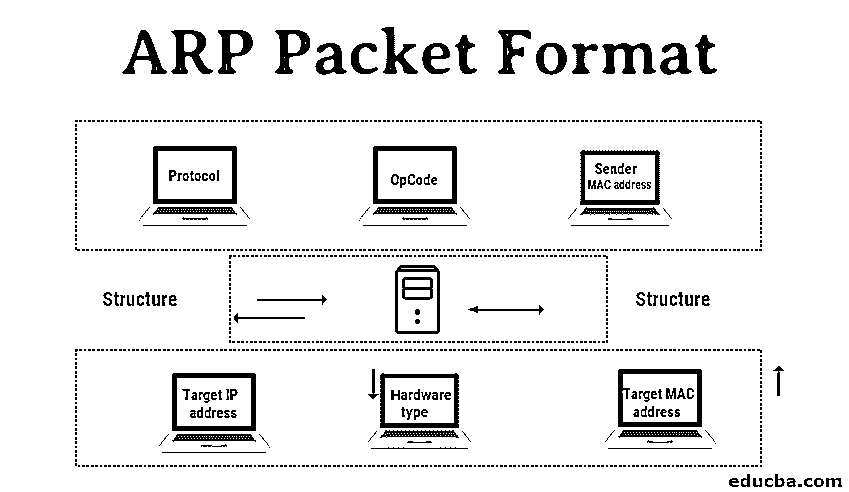 ARP Packet Format
Protocol
OpCode
Sender
MAC address
Structure
Structure
Target IP
address
Hardware
type
Target MAC
address
educba.com